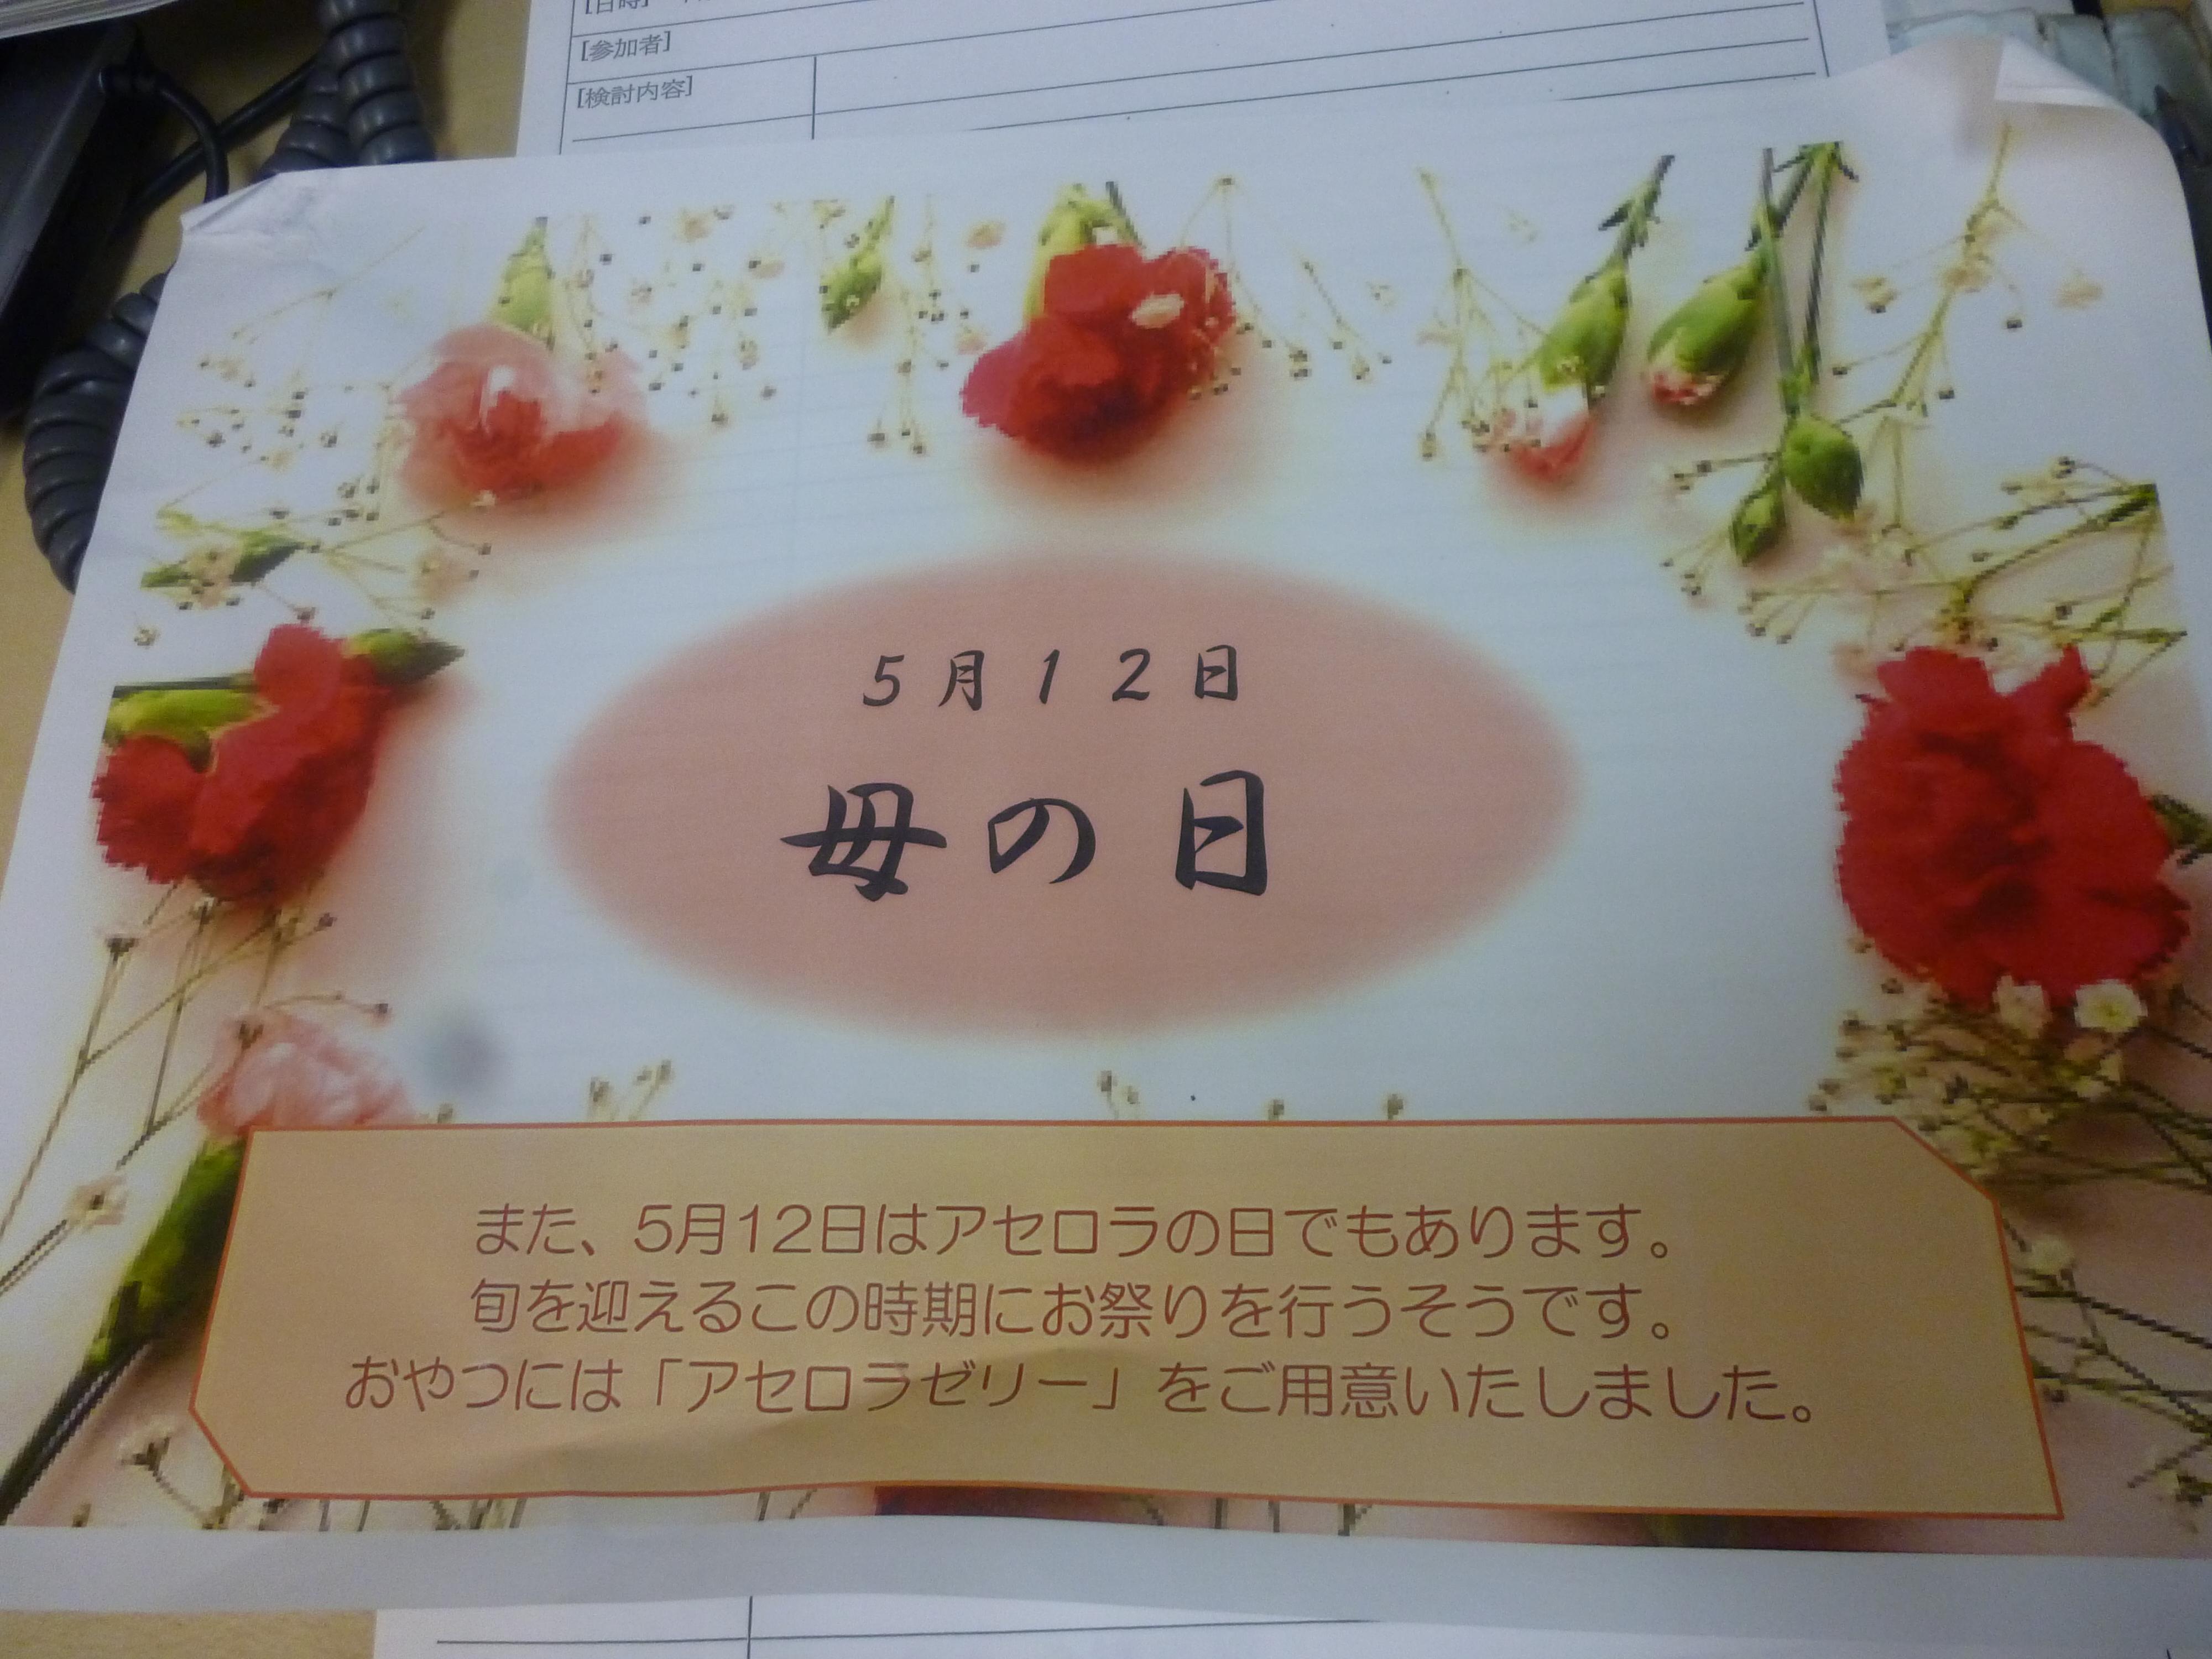 [日時]
[参加者]
[検討内容]
5月12日
母の日
また、5月12日はアセロラの日でもあります。
旬を迎えるこの時期にお祭りを行うそうです。
おやつには「アセロラゼリー」をご用意いたしました。